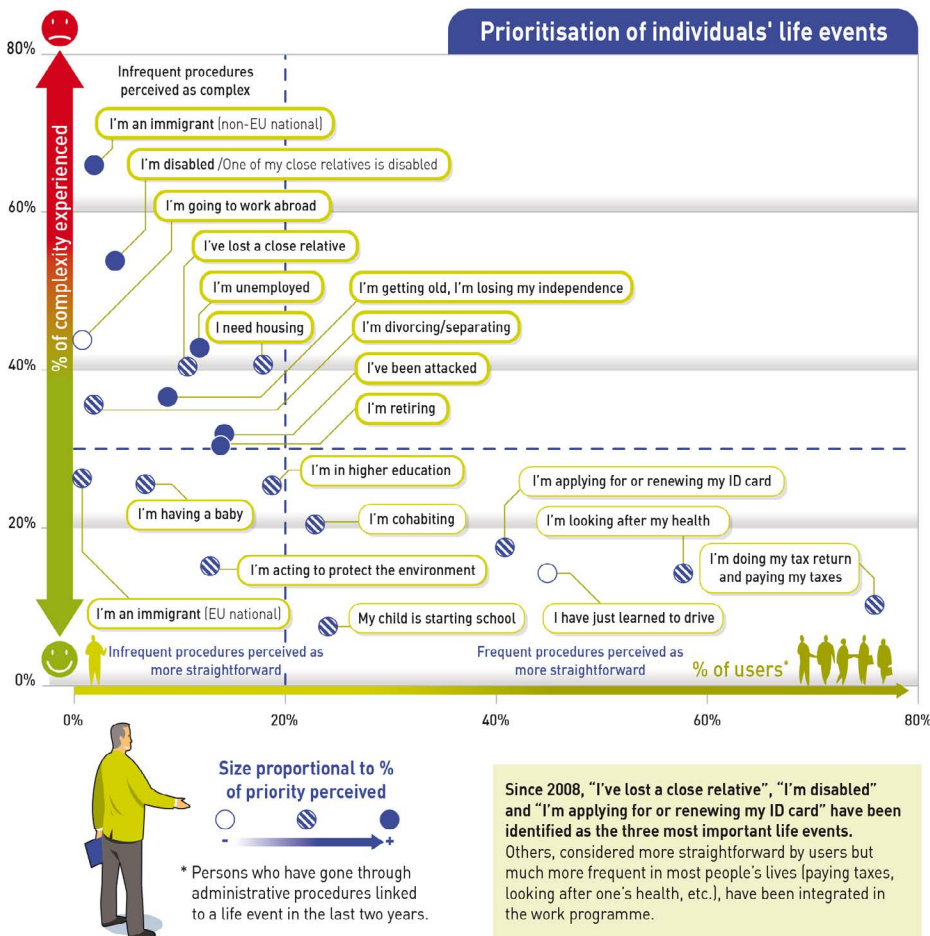 Prioritisation of individuals' life events
80%
Infrequent procedures
perceived as complex
I'm an immigrant (non-EU national)
I'm disabled /One of my close relatives is disabled
60%
I'm going to work abroad
I've lost a close relative
I'm unemployed
I'm getting old, I'm losing my independence
I need housing
I'm divorcing/separating
40%
I've been attacked
I'm retiring
% of complexity experienced
I'm in higher education
I'm applying for or renewing my ID card
I'm having a baby
20%
I'm cohabiting
I'm looking after my health
I'm acting to protect the environment
I'm doing my tax return
and paying my taxes
I'm an immigrant (EU national)
My child is starting school
I have just learned to drive
Infrequent procedures perceived as
more straightforward
Frequent procedures perceived as
more straightforward
% of users*
0%
0%
20%
40%
60%
80%
Size proportional to %
of priority perceived
- +
* Persons who have gone through
administrative procedures linked
to a life event in the last two years.
Since 2008, “I've lost a close relative”, “I'm disabled”
and “I'm applying for or renewing my ID card” have been
identified as the three most important life events.
Others, considered more straightforward by users but
much more frequent in most people's lives (paying taxes,
looking after one's health, etc.), have been integrated in
the work programme.